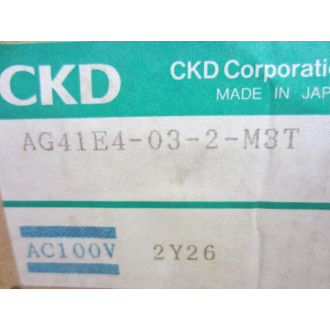 CKD
CKD Corporatio
MADE IN JAP
AG41E4-03-2-M3T
AC100V 2Y26